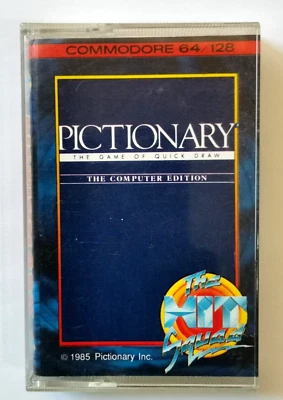 COMMODORE 64/128
PICTIONARY
THE GAME OF QUICK DRAW
THE COMPUTER EDITION
The
HIT
Squad
© 1985 Pictionary Inc.